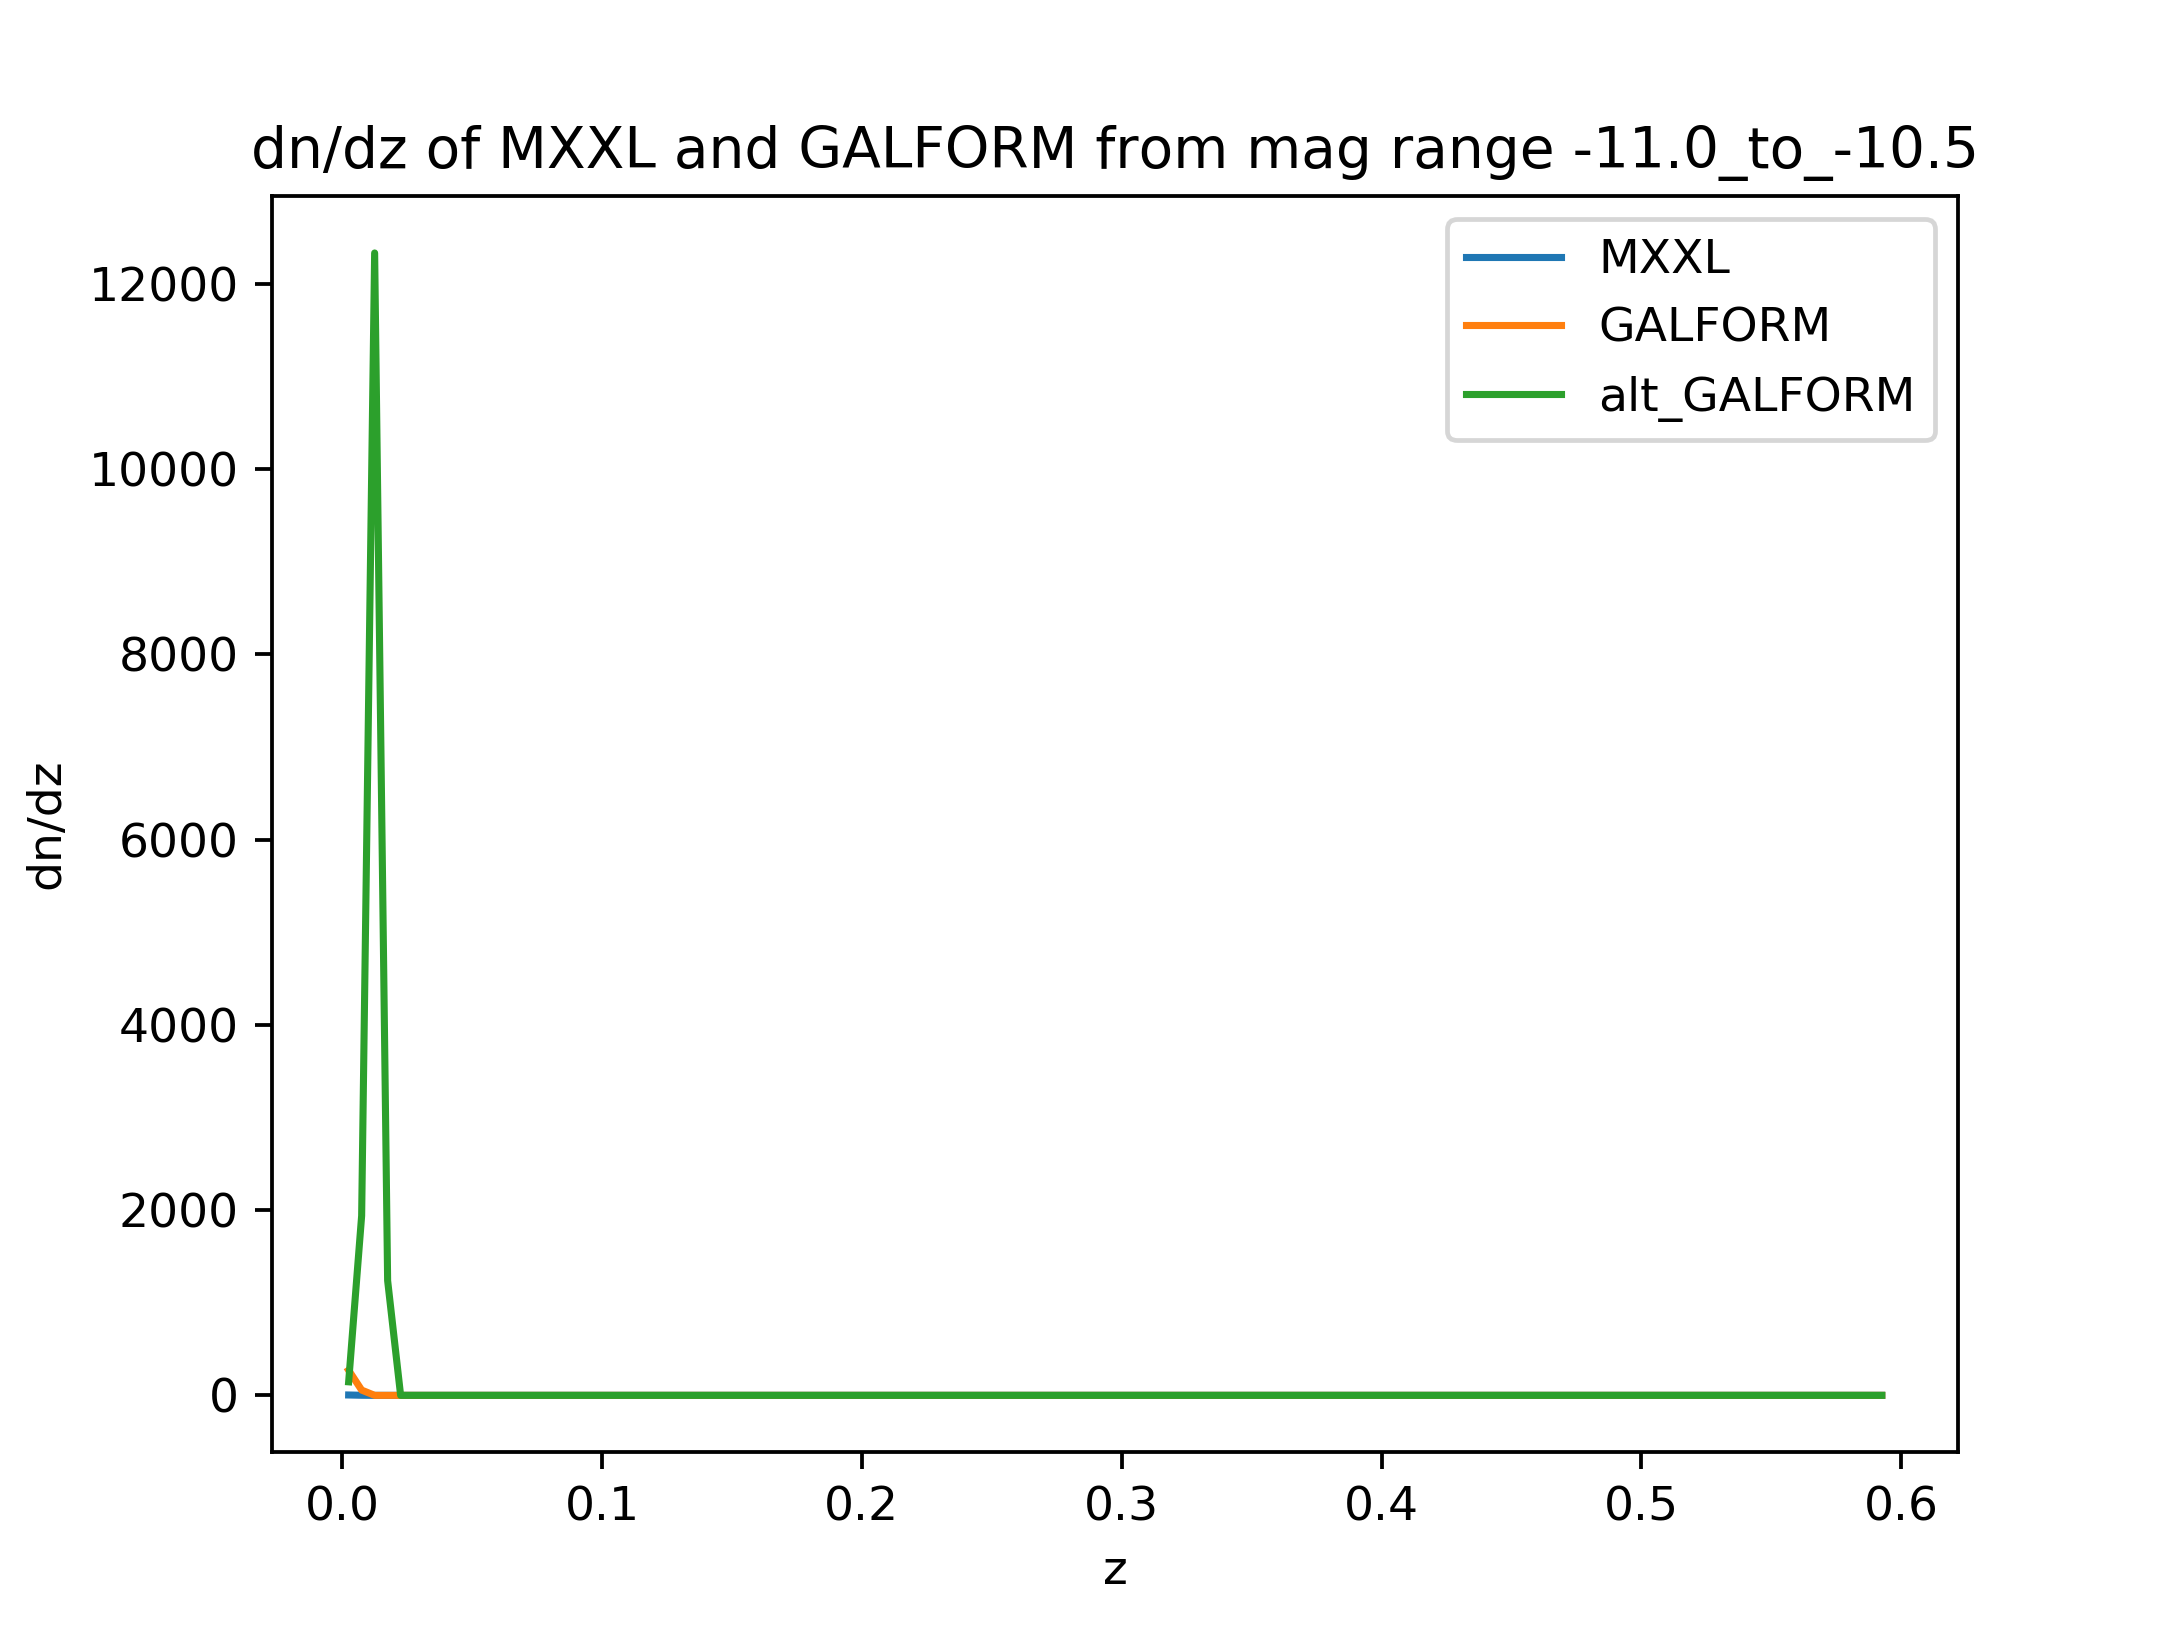 dn/dz of MXXL and GALFORM from mag range -11.0_to_-10.5
MXXL
GALFORM
alt_GALFORM
12000
10000
8000
6000
4000
2000
0
dn/dz
0.0 0.1 0.2 0.3 0.4 0.5 0.6
z